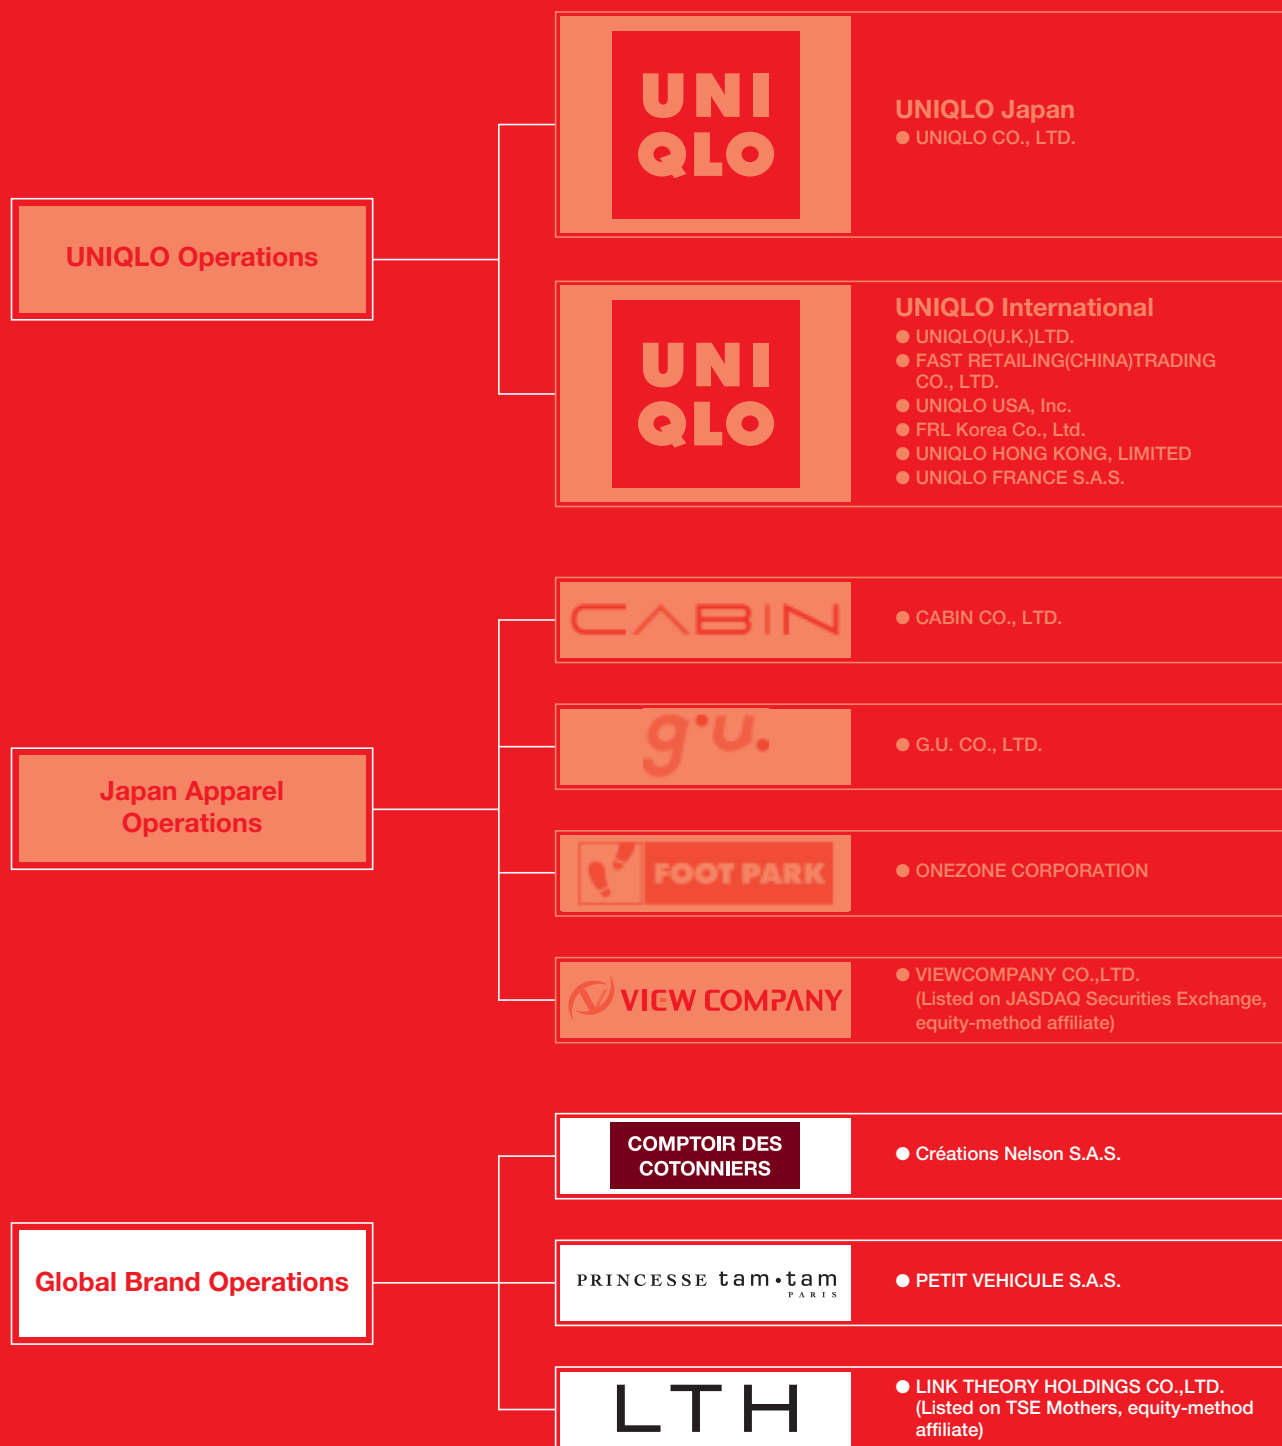 UNIQLO Operations
UNI
QLO
UNIQLO Japan
● UNIQLO CO., LTD.
UNI
QLO
UNIQLO International
● UNIQLO(U.K.)LTD.
● FAST RETAILING(CHINA)TRADING
CO., LTD.
● UNIQLO USA, Inc.
● FRL Korea Co., Ltd.
● UNIQLO HONG KONG, LIMITED
● UNIQLO FRANCE S.A.S.
Japan Apparel
Operations
CABIN
● CABIN CO., LTD.
g.u.
● G.U. CO., LTD.
FOOT PARK
● ONEZONE CORPORATION
VIEW COMPANY
● VIEWCOMPANY CO.,LTD.
(Listed on JASDAQ Securities Exchange,
equity-method affiliate)
Global Brand Operations
COMPTOIR DES
COTONNIERS
● Créations Nelson S.A.S.
PRINCESSE tam•tam
PARIS
● PETIT VEHICULE S.A.S.
LTH
● LINK THEORY HOLDINGS CO.,LTD.
(Listed on TSE Mothers, equity-method
affiliate)